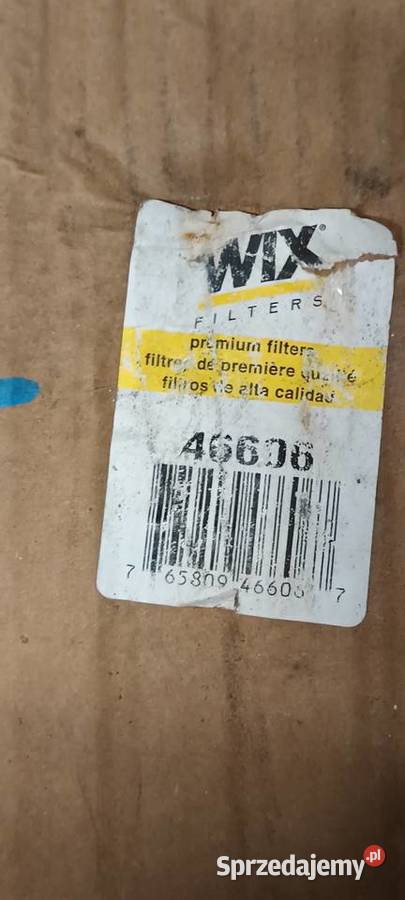 WIX®
FILTERS
premium filters
filtres de première qualité
filtros de alta calidad
46606
7 65809 46606 7
Sprzedajemy.pl